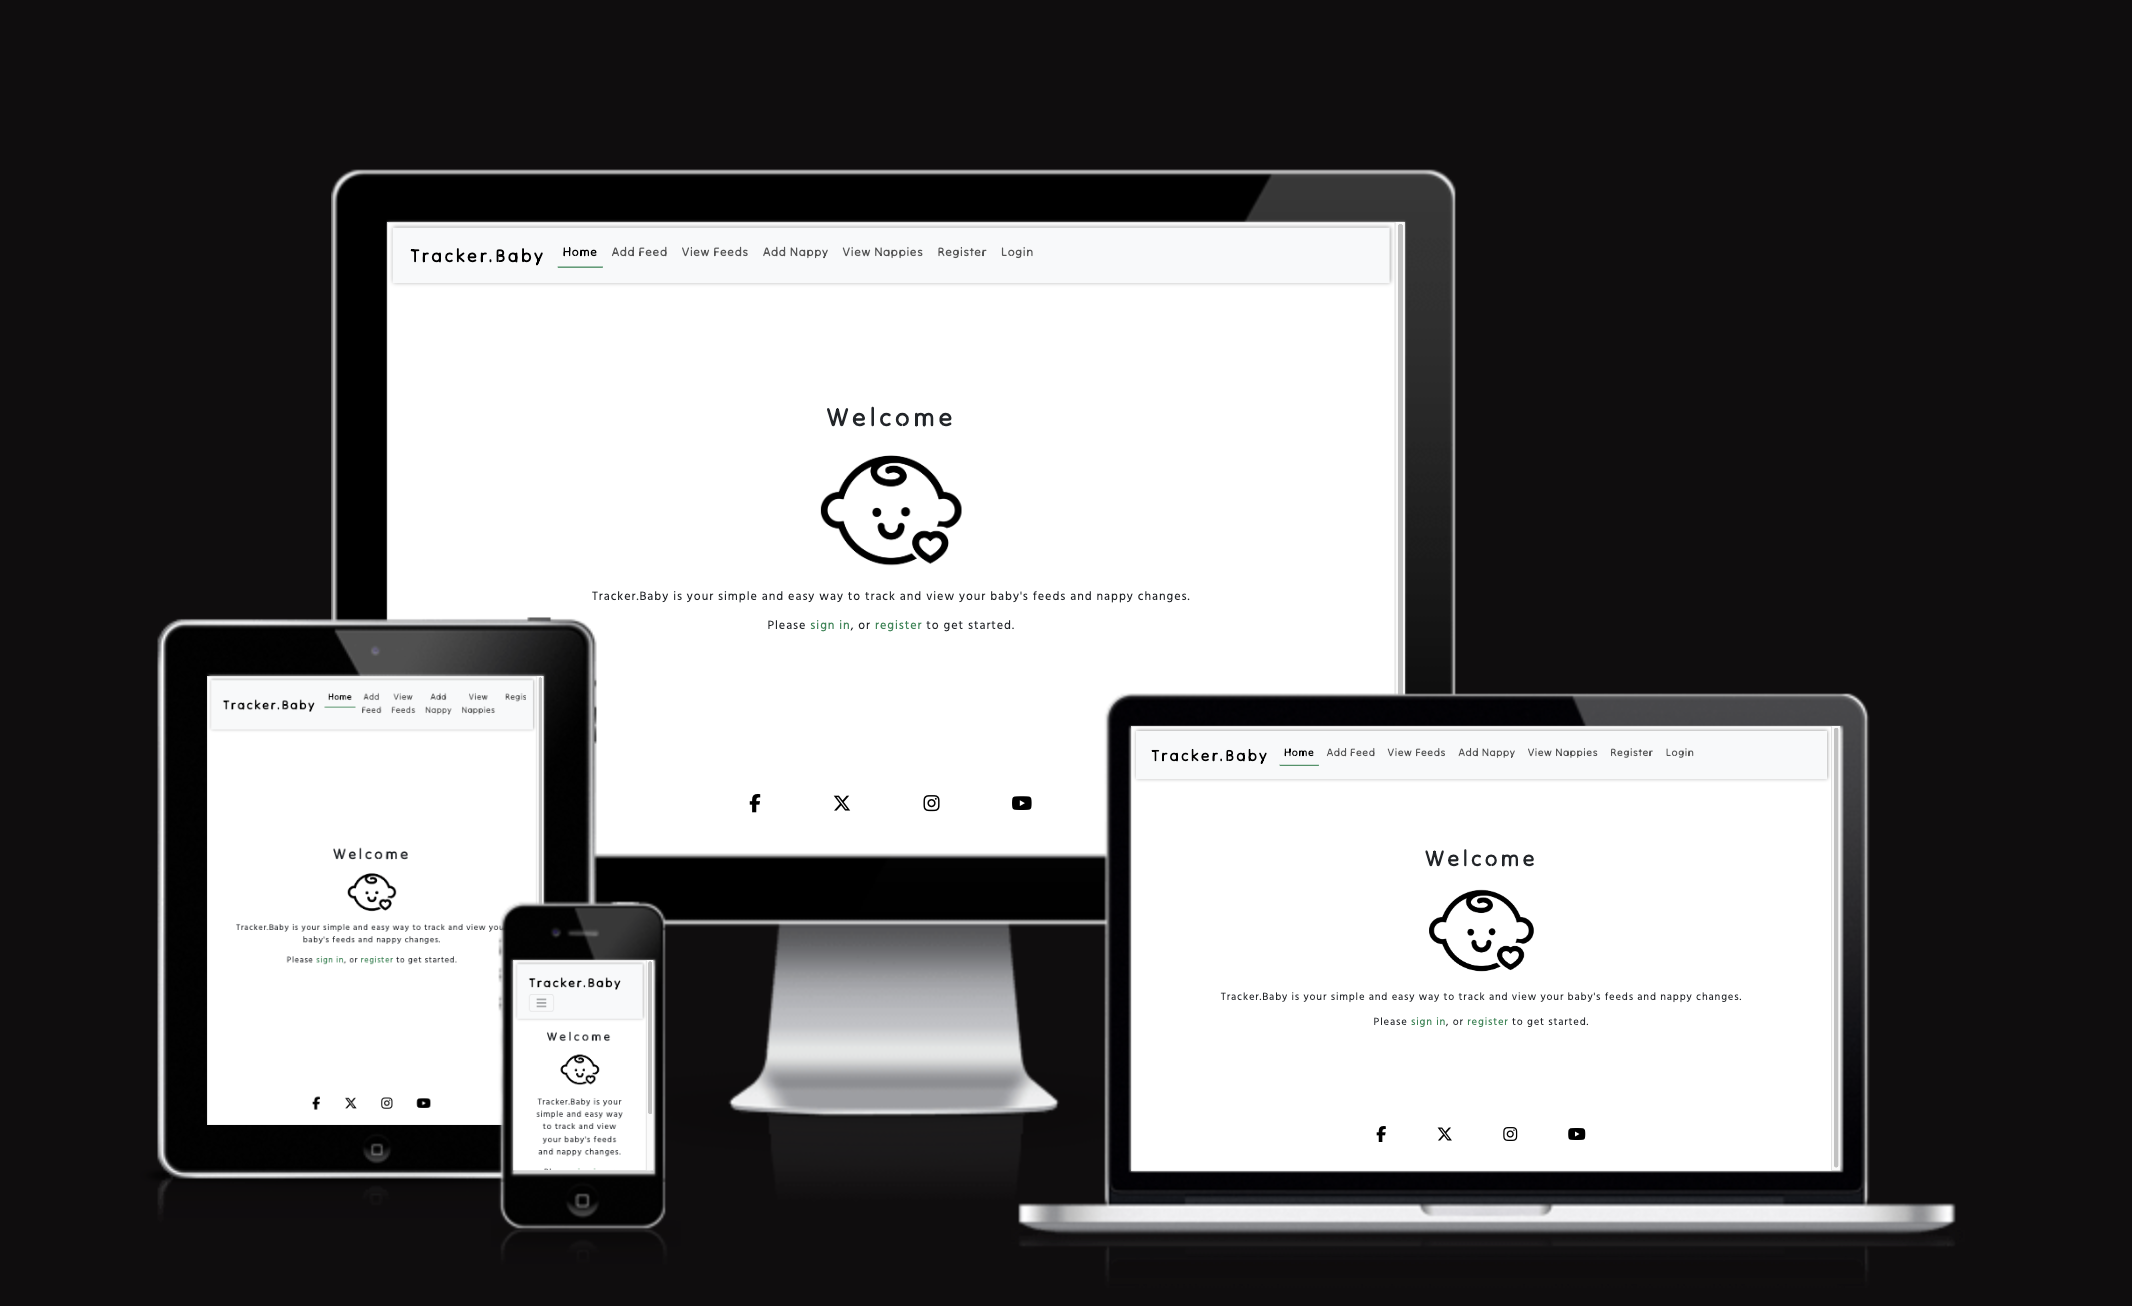 Tracker.Baby Home Add Feed View Feeds Add Nappy View Nappies Register Login
Welcome
Tracker.Baby is your simple and easy way to track and view your baby's feeds and nappy changes.
Please sign in, or register to get started.
Tracker.Baby Home Add Feed View Feeds Add Nappy View Nappies Regis
Welcome
Tracker.Baby is your simple and easy way to track and view you
baby's feeds and nappy changes.
Please sign in, or register to get started.
Tracker.Baby
Welcome
Tracker.Baby is your
simple and easy way
to track and view
your baby's feeds
and nappy changes.
Tracker.Baby Home Add Feed View Feeds Add Nappy View Nappies Register Login
Welcome
Tracker.Baby is your simple and easy way to track and view your baby's feeds and nappy changes.
Please sign in, or register to get started.